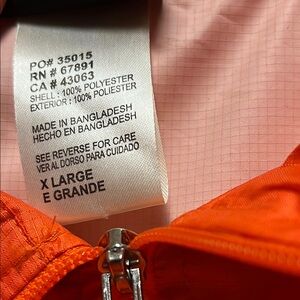 PO# 35015
RN # 67891
CA # 43063
SHELL : 100% POLYESTER
EXTERIOR : 100% POLIESTER
MADE IN BANGLADESH
HECHO EN BANGLADESH
SEE REVERSE FOR CARE
VER AL DORSO PARA CUIDADO
X LARGE
E GRANDE